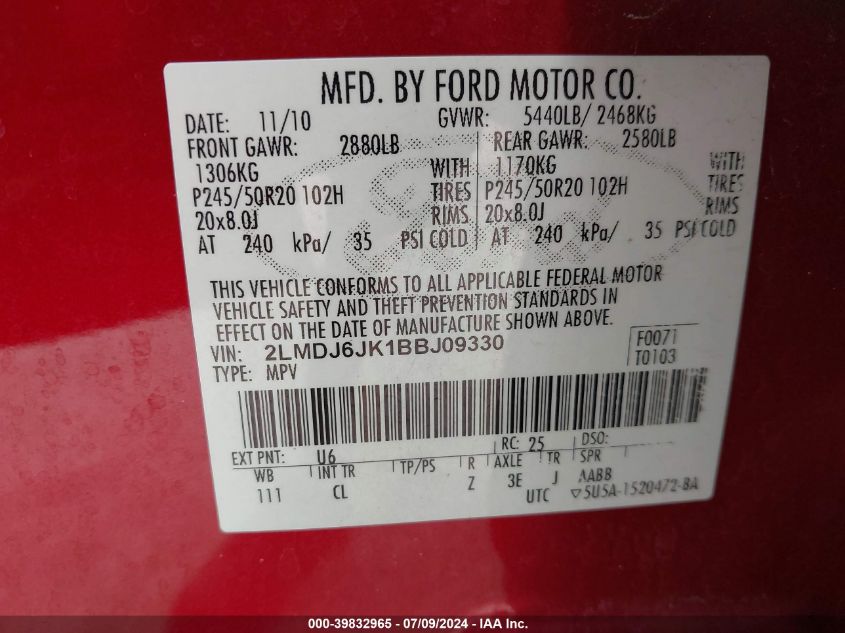 MFD. BY FORD MOTOR CO.
DATE: 11/10 GVWR: 5440LB/ 2468KG
FRONT GAWR: 2880LB REAR GAWR: 2580LB
1306KG WITH 1170KG WITH
P245/50R20 102H TIRES P245/50R20 102H TIRES
20x8.0J RIMS 20x8.0J RIMS
AT 240 kPa/ 35 PSI COLD AT 240 kPa/ 35 PSI COLD
THIS VEHICLE CONFORMS TO ALL APPLICABLE FEDERAL MOTOR
VEHICLE SAFETY AND THEFT PREVENTION STANDARDS IN
EFFECT ON THE DATE OF MANUFACTURE SHOWN ABOVE.
VIN: 2LMDJ6JK1BBJ09330 F0071
TYPE: MPV T0103
EXT PNT: U6 RC: 25 DSO:
WB INT TR TP/PS R AXLE TR SPR
111 CL Z 3E J AABB
UTC ▽5U5A-1520472-BA
000-39832965 / 07/09/2024 / IAAI.com/IAA, Inc.